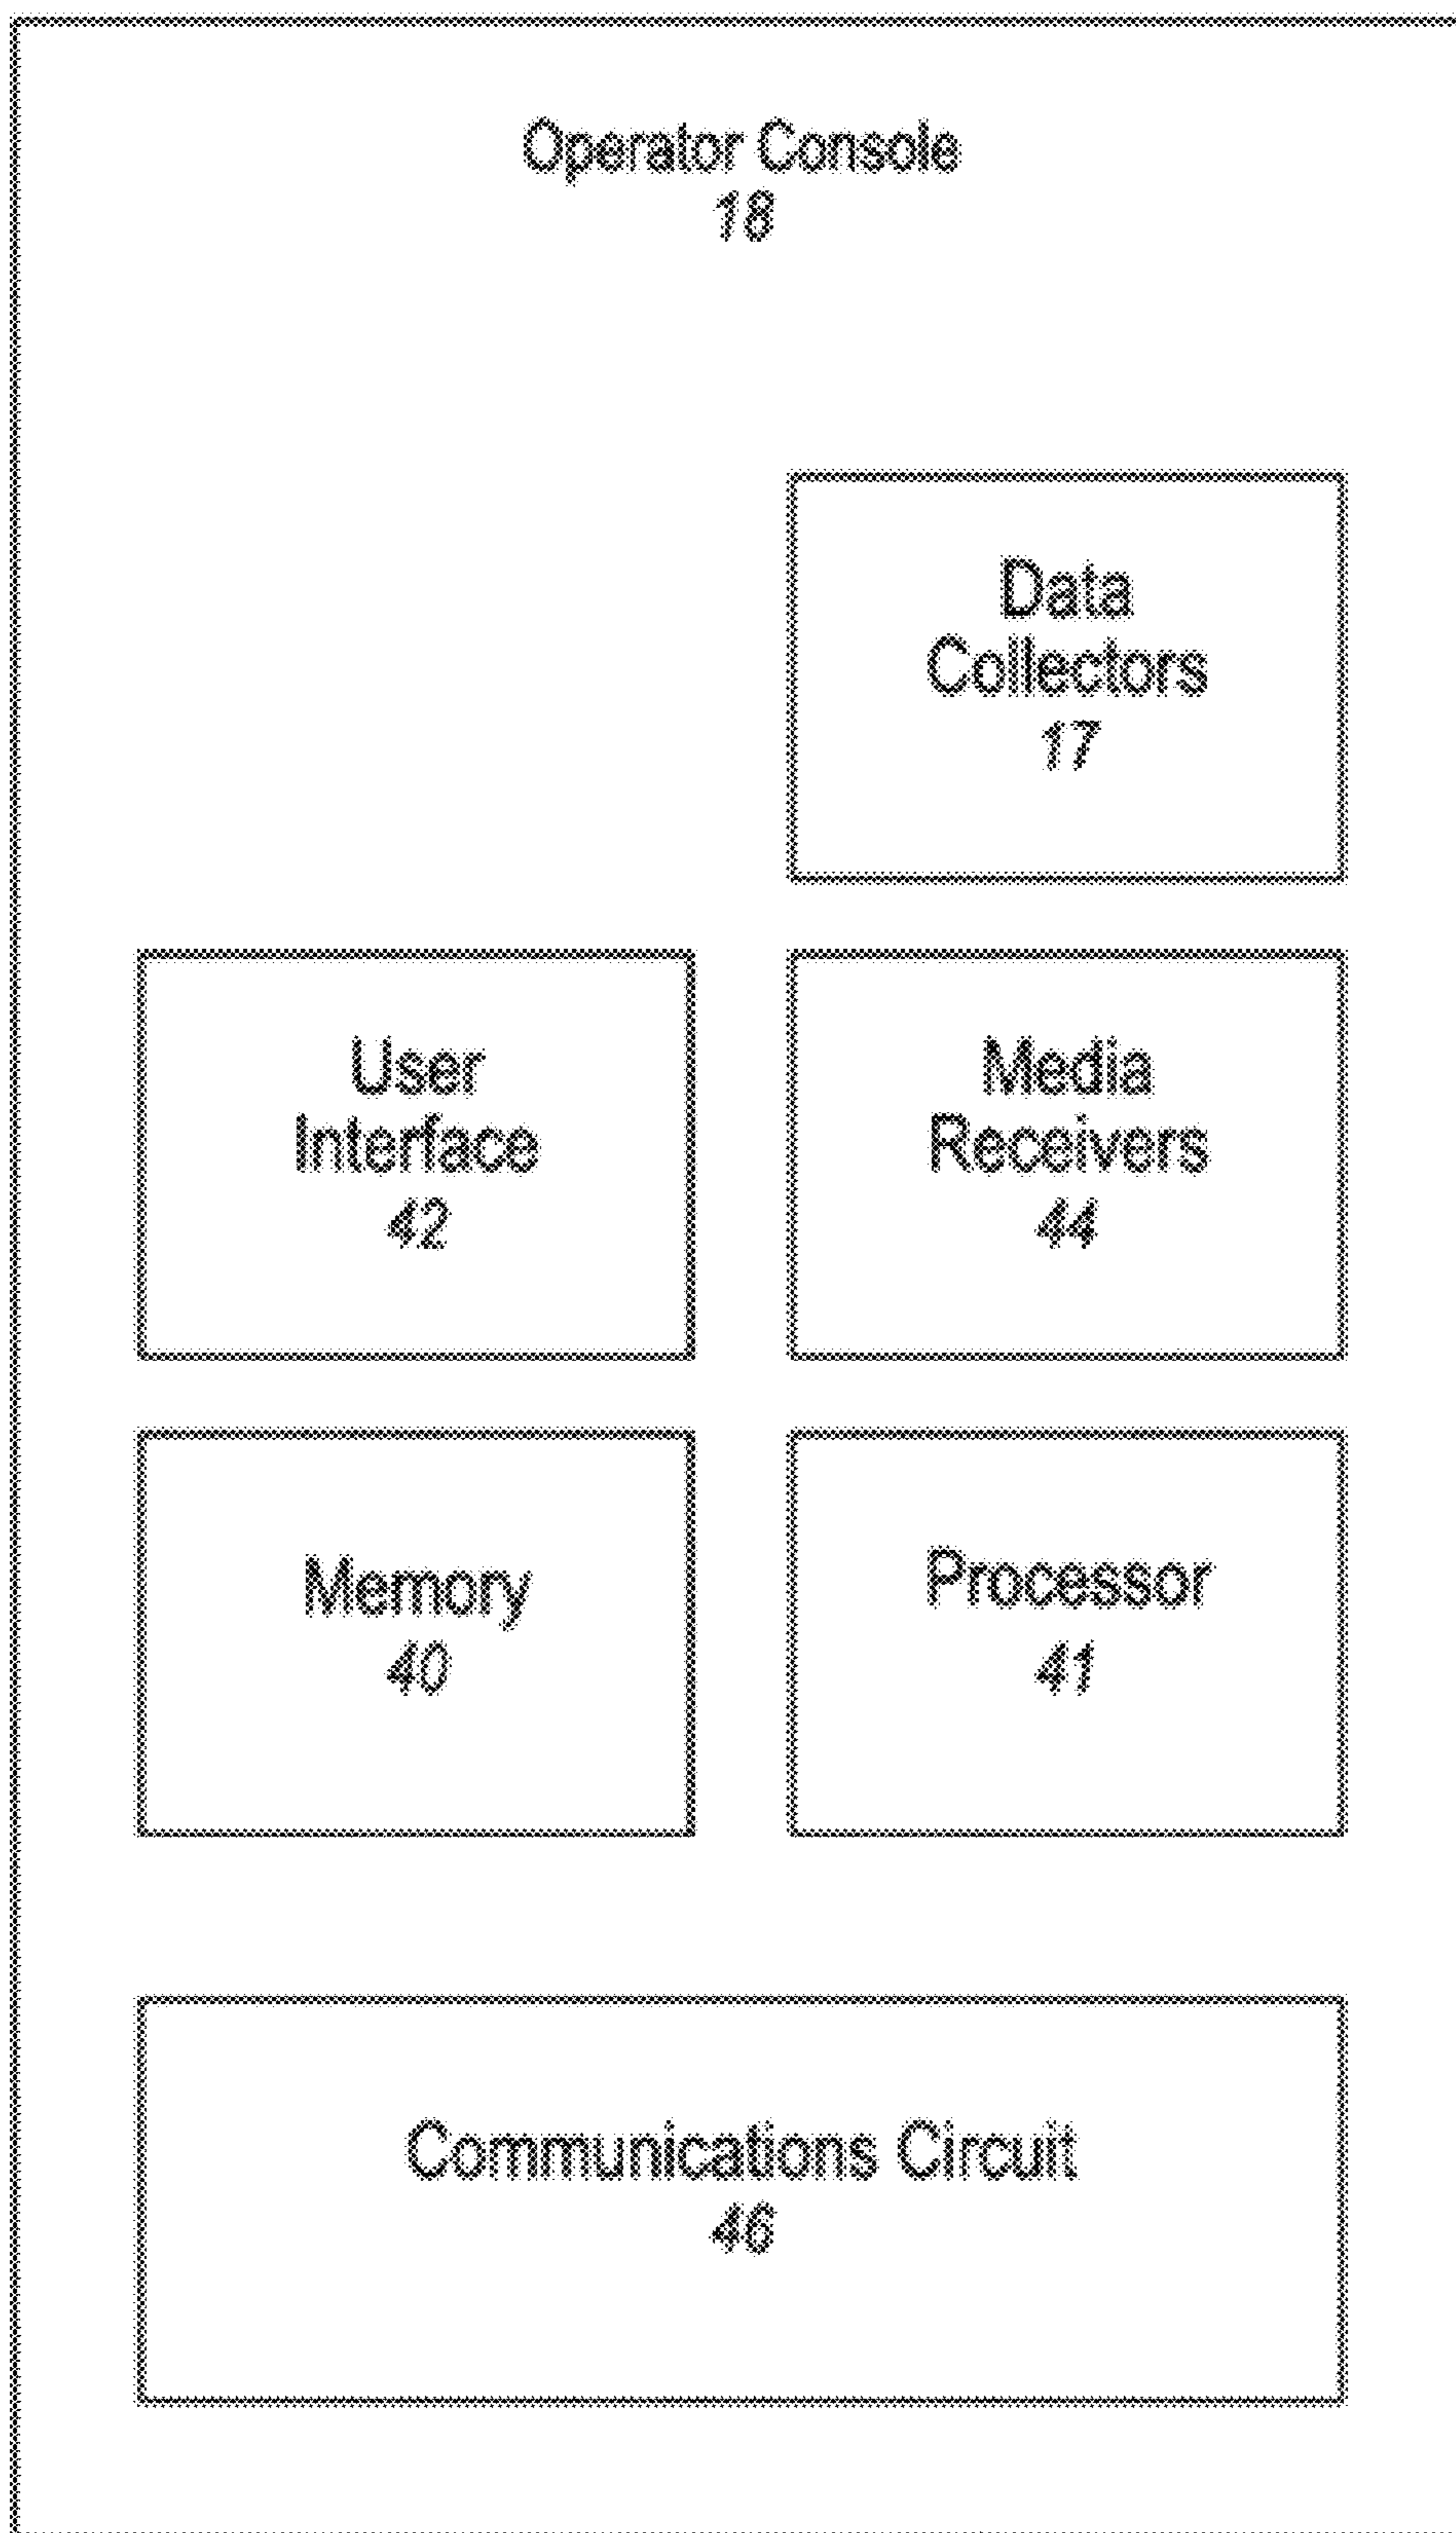 Operator Console
18
Data
Collectors
17
User
Interface
42
Media
Receivers
44
Memory
40
Processor
41
Communications Circuit
46